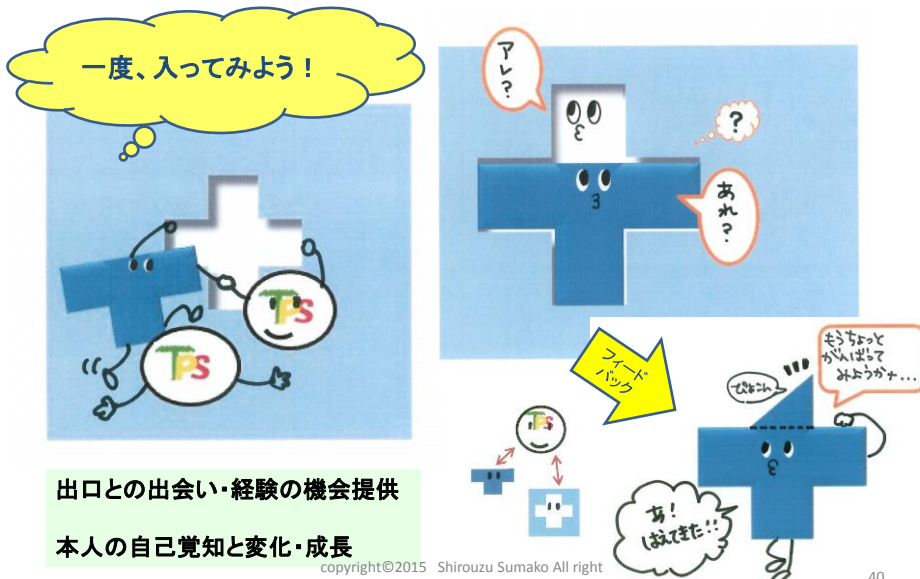 一度、入ってみよう！
アレ？
？
あれ？
TPS
TPS
フィード
バック
もうちょっと
がんばって
みようカナ...
ぴょこん
TPS
あ！
はえてきた!!
出口との出会い・経験の機会提供
本人の自己覚知と変化・成長
copyright©2015 Shirouzu Sumako All right
40